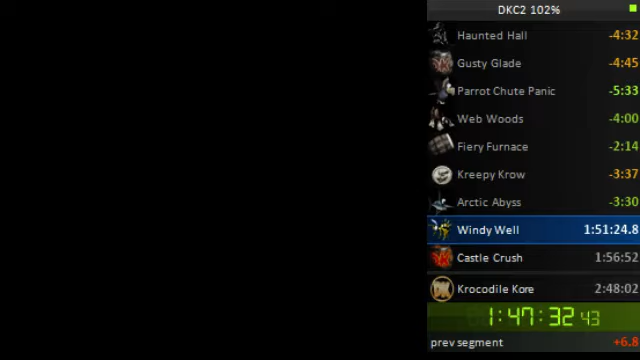 DKC2 102%
Haunted Hall -4:32
Gusty Glade -4:45
Parrot Chute Panic -5:33
Web Woods -4:00
Fiery Furnace -2:14
Kreepy Krow -3:37
Arctic Abyss -3:30
Windy Well 1:51:24.8
Castle Crush 1:56:52
Krocodile Kore 2:48:02
1:47:32 43
prev segment +6.8